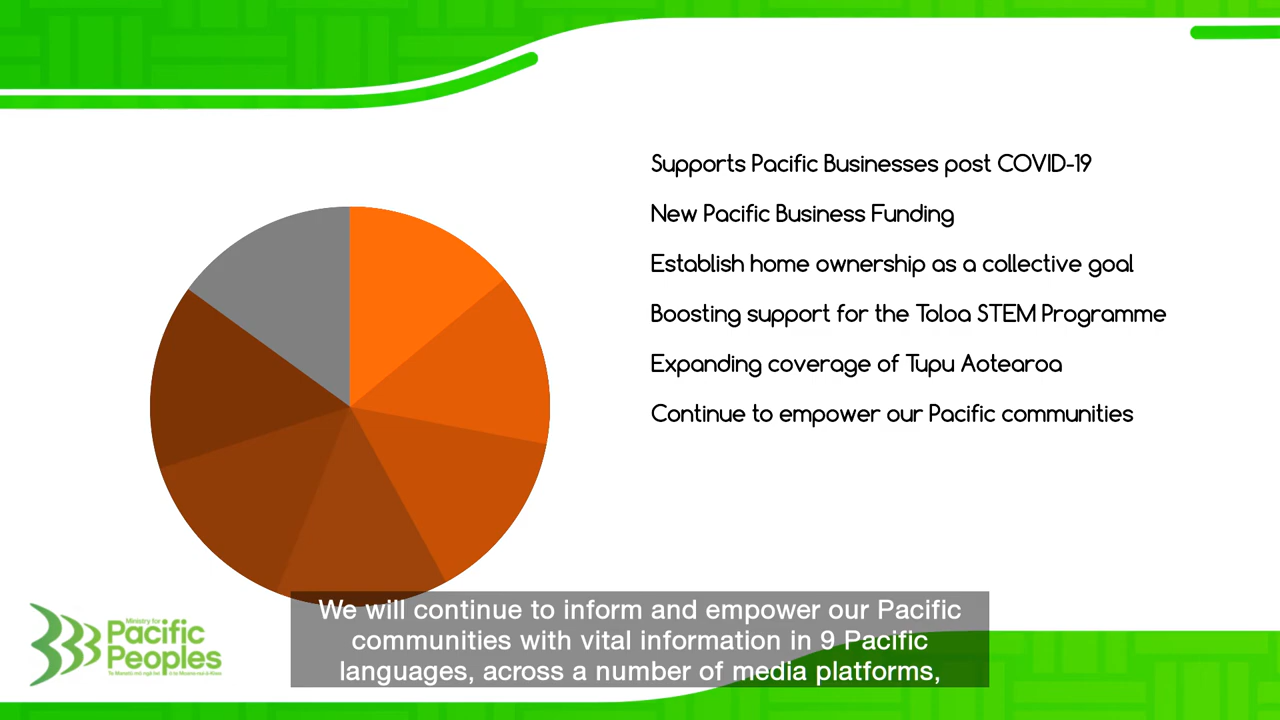 Supports Pacific Businesses post COVID-19
New Pacific Business Funding
Establish home ownership as a collective goal
Boosting support for the Toloa STEM Programme
Expanding coverage of Tupu Aotearoa
Continue to empower our Pacific communities
We will continue to inform and empower our Pacific
communities with vital information in 9 Pacific
languages, across a number of media platforms,
Ministry for
Pacific
Peoples